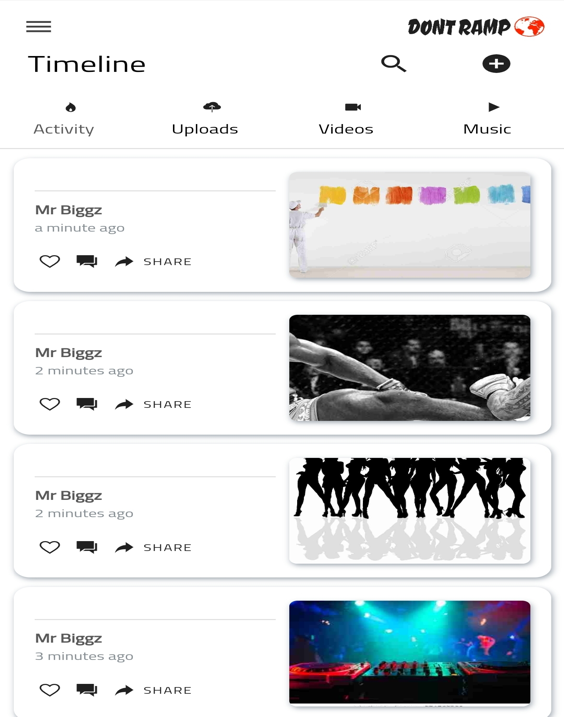 DONT RAMP
Timeline
Activity Uploads Videos Music
Mr Biggz
a minute ago
SHARE
Mr Biggz
2 minutes ago
SHARE
Mr Biggz
2 minutes ago
SHARE
Mr Biggz
3 minutes ago
SHARE